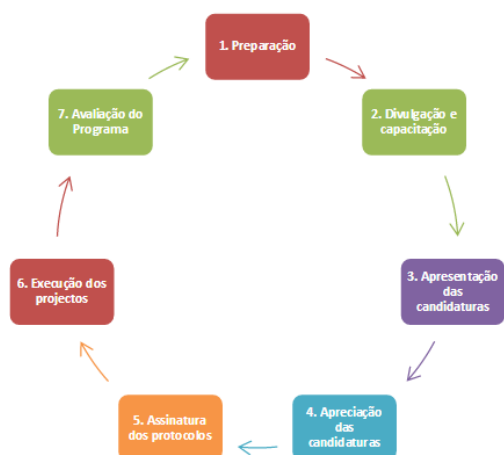 1. Preparação
2. Divulgação e
capacitação
3. Apresentação
das
candidaturas
4. Apreciação
das
candidaturas
5. Assinatura
dos protocolos
6. Execução dos
projectos
7. Avaliação do
Programa